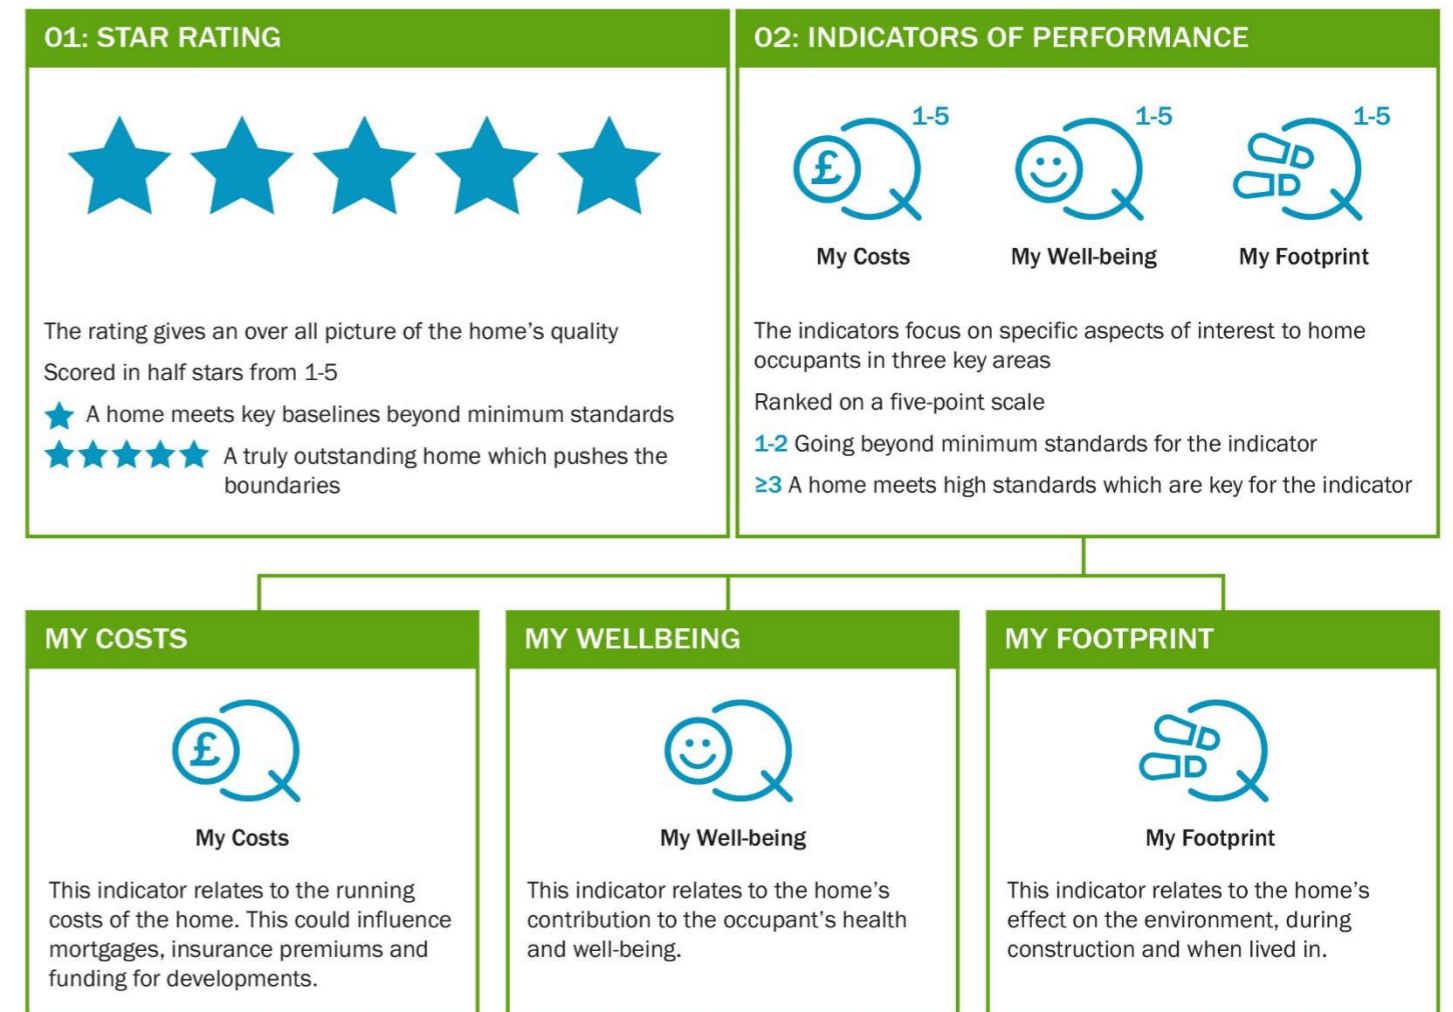 01: STAR RATING
The rating gives an over all picture of the home's quality
Scored in half stars from 1-5
A home meets key baselines beyond minimum standards
A truly outstanding home which pushes the
boundaries
02: INDICATORS OF PERFORMANCE
1-5
1-5
1-5
£
My Costs
My Well-being
My Footprint
The indicators focus on specific aspects of interest to home
occupants in three key areas
Ranked on a five-point scale
1-2 Going beyond minimum standards for the indicator
≥3 A home meets high standards which are key for the indicator
MY COSTS
£
My Costs
This indicator relates to the running
costs of the home. This could influence
mortgages, insurance premiums and
funding for developments.
MY WELLBEING
My Well-being
This indicator relates to the home's
contribution to the occupant's health
and well-being.
MY FOOTPRINT
My Footprint
This indicator relates to the home's
effect on the environment, during
construction and when lived in.